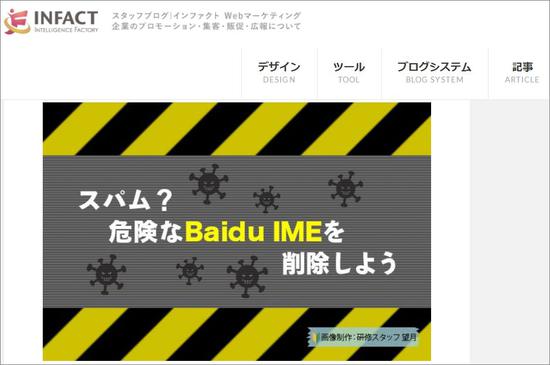 INFACT
INTELLIGENCE FACTORY
スタッフブログ|インファクト Webマーケティング
企業のプロモーション・集客・販促・広報について
デザイン
DESIGN
ツール
TOOL
ブログシステム
BLOG SYSTEM
記事
ARTICLE
スパム？
危険なBaidu IMEを
削除しよう
画像制作：研修スタッフ 望月